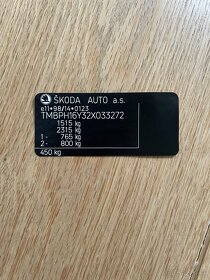 ŠKODA AUTO a.s.
e11*98/14*0123
TMBPH16Y32X033272
1515 kg
2315 kg
1- 765 kg
2- 800 kg
450 kg